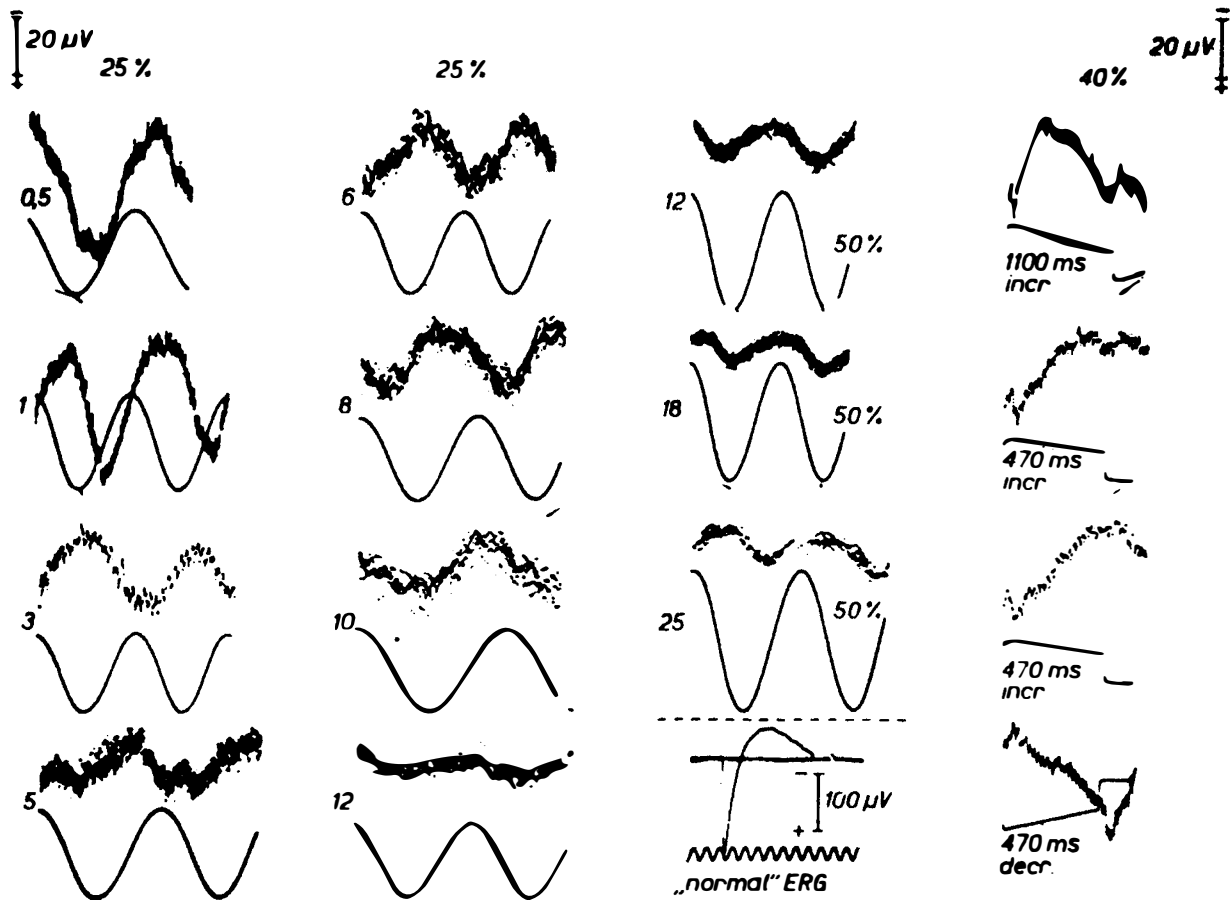 20 µV
25 %
25 %
20 µV
40 %
0,5
6
12
50 %
1100 ms
incr
1
8
18
50 %
470 ms
incr
3
10
25
50 %
470 ms
incr
5
12
100 µV
„normal" ERG
470 ms
decr.